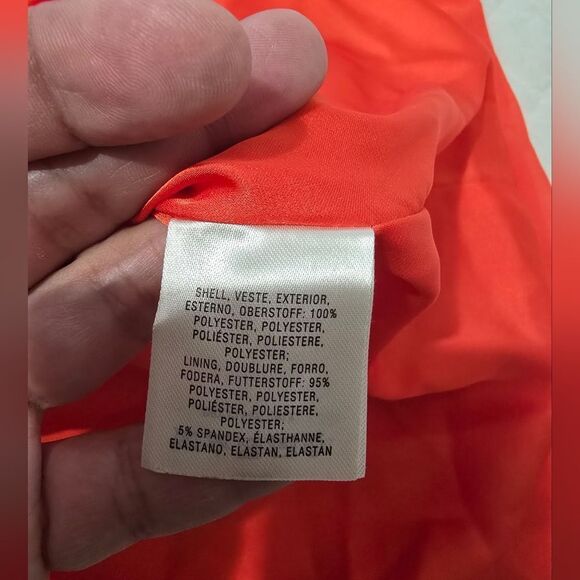 SHELL, VESTE, EXTERIOR,
ESTERNO, OBERSTOFF: 100%
POLYESTER, POLYESTER,
POLIÉSTER, POLIESTERE,
POLYESTER;
LINING, DOUBLURE, FORRO,
FODERA, FUTTERSTOFF: 95%
POLYESTER, POLYESTER,
POLIÉSTER, POLIESTERE,
POLYESTER;
5% SPANDEX, ÉLASTHANNE,
ELASTANO, ELASTAN, ELASTAN